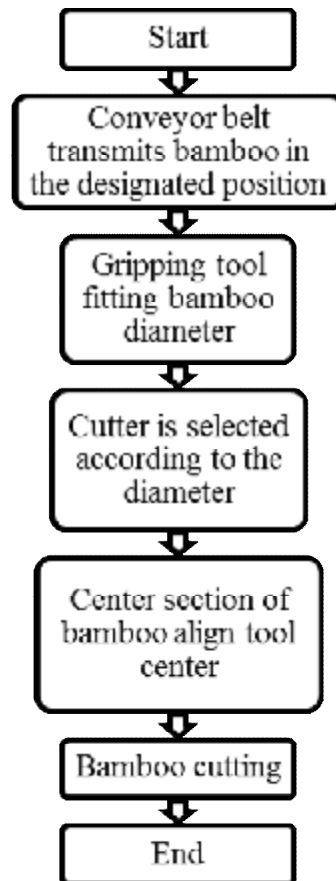 Start
Conveyor belt
transmits bamboo in
the designated position
Gripping tool
fitting bamboo
diameter
Cutter is selected
according to the
diameter
Center section of
bamboo align tool
center
Bamboo cutting
End